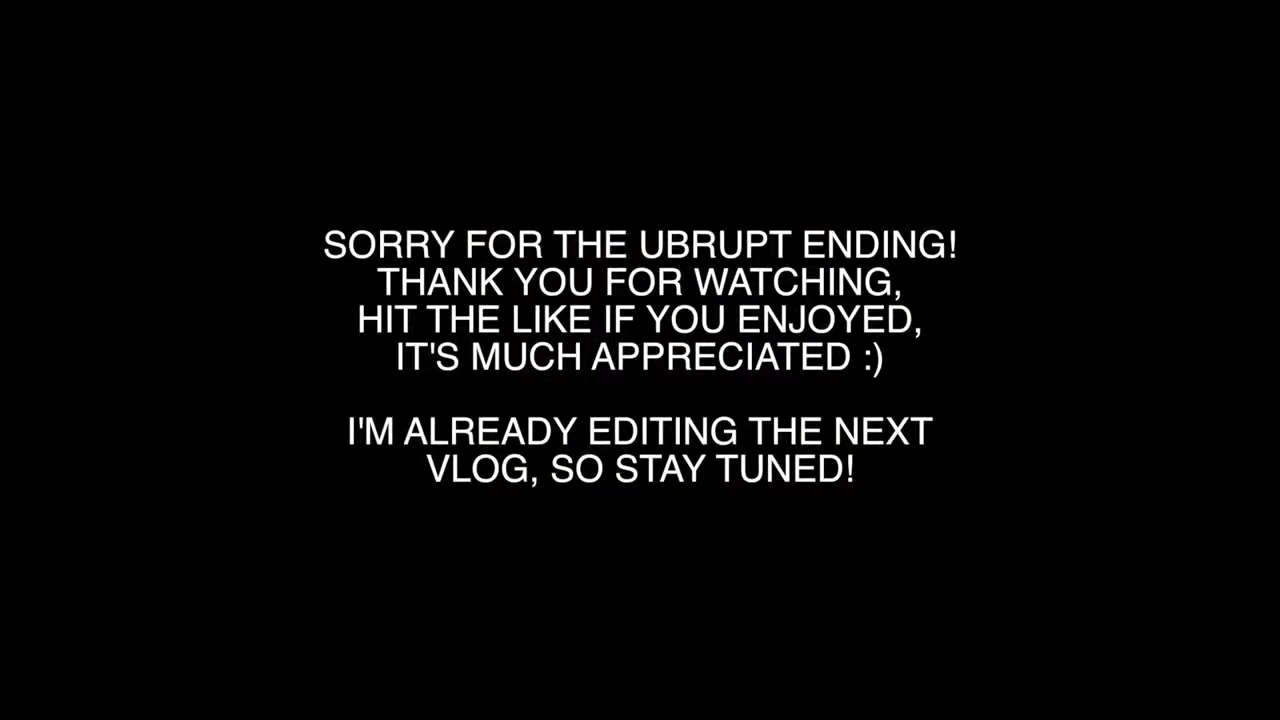 SORRY FOR THE UBRUPT ENDING!
THANK YOU FOR WATCHING,
HIT THE LIKE IF YOU ENJOYED,
IT'S MUCH APPRECIATED :)
I'M ALREADY EDITING THE NEXT
VLOG, SO STAY TUNED!